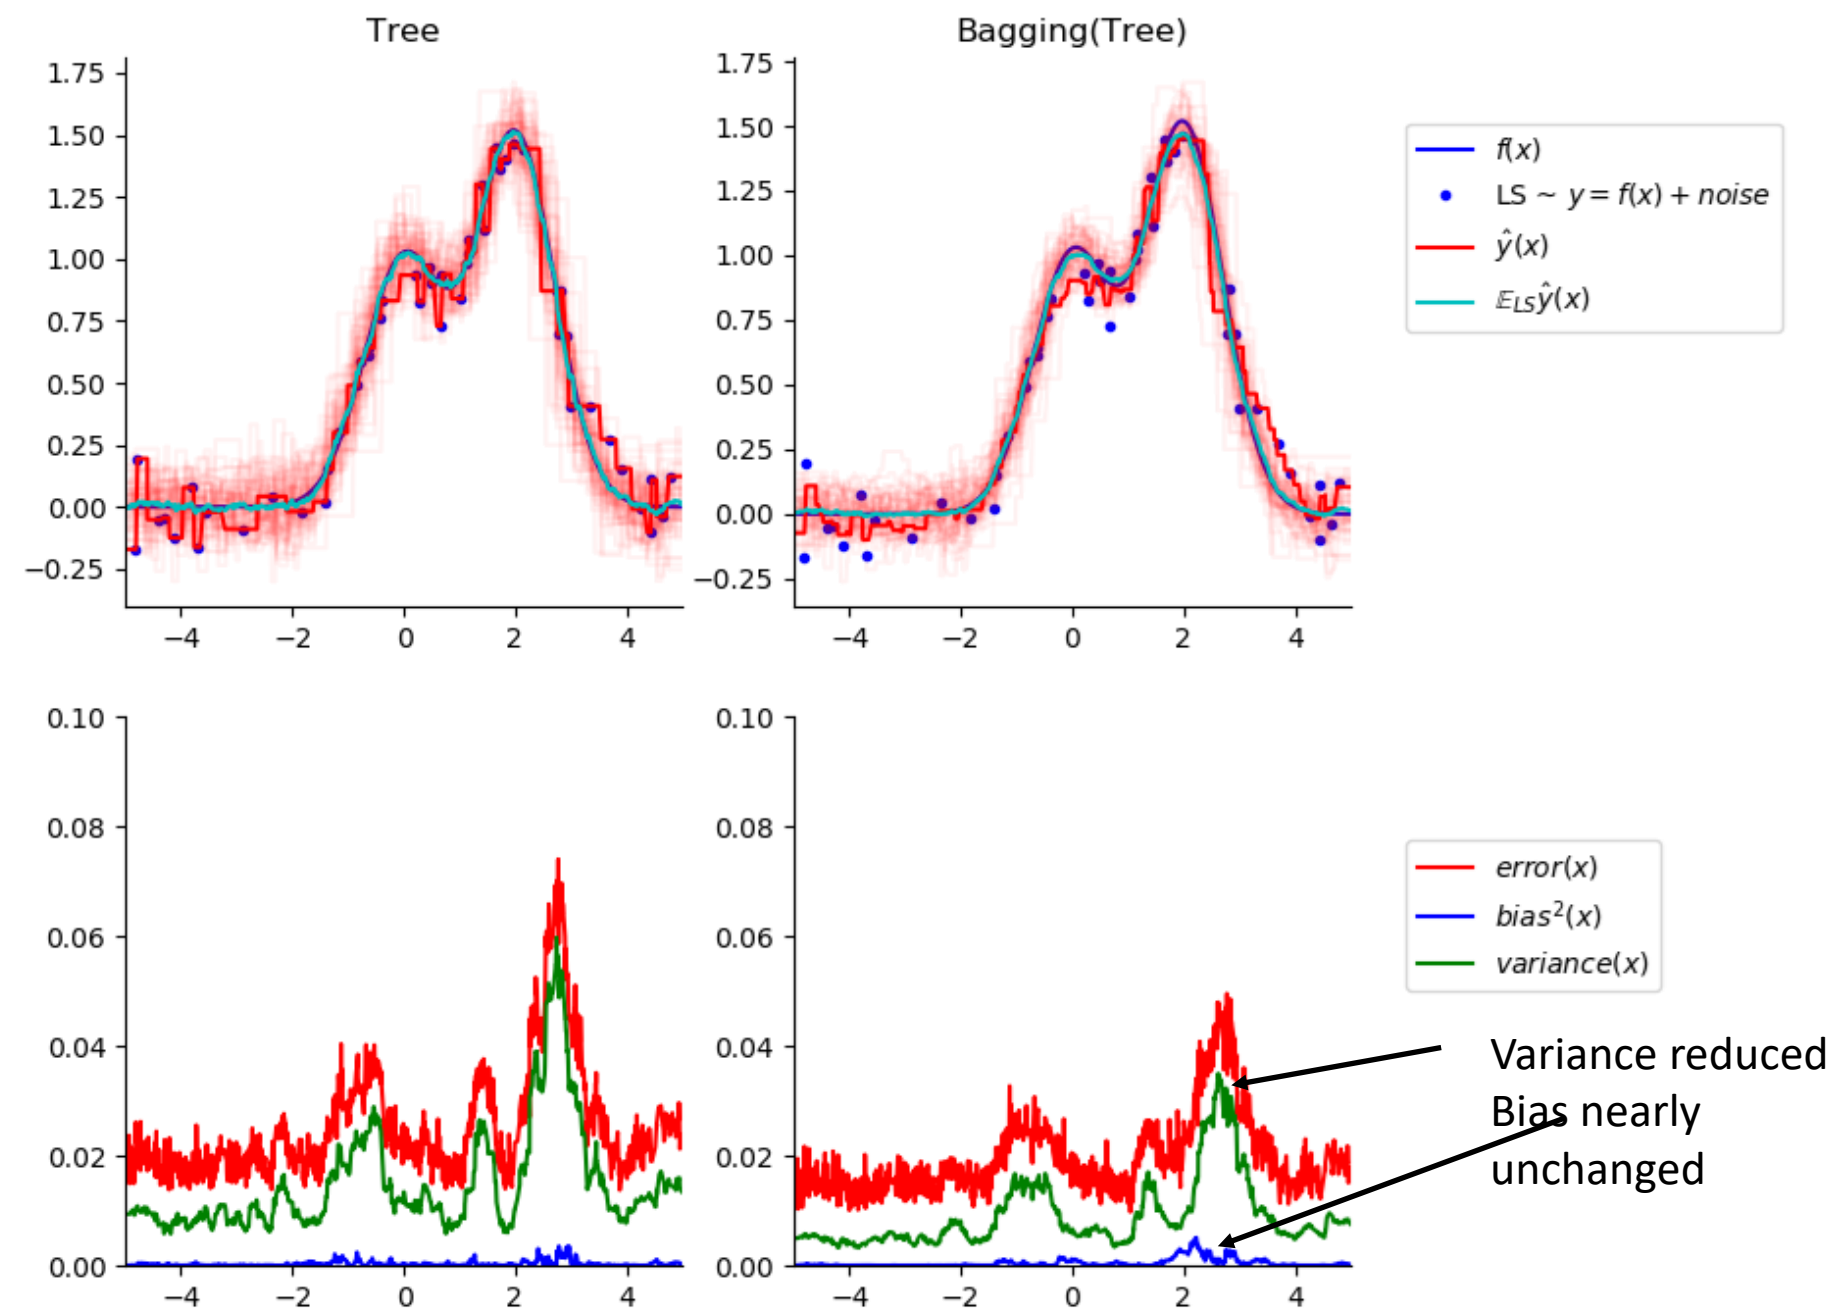 Tree
Bagging(Tree)
1.75
1.50
1.25
1.00
0.75
0.50
0.25
0.00
−0.25
−4 −2 0 2 4
1.75
1.50
1.25
1.00
0.75
0.50
0.25
0.00
−0.25
−4 −2 0 2 4
f(x)
LS ~ y = f(x) + noise
ŷ(x)
𝔼LS ŷ(x)
0.10
0.08
0.06
0.04
0.02
0.00
−4 −2 0 2 4
0.10
0.08
0.06
0.04
0.02
0.00
−4 −2 0 2 4
error(x)
bias²(x)
variance(x)
Variance reduced
Bias nearly
unchanged